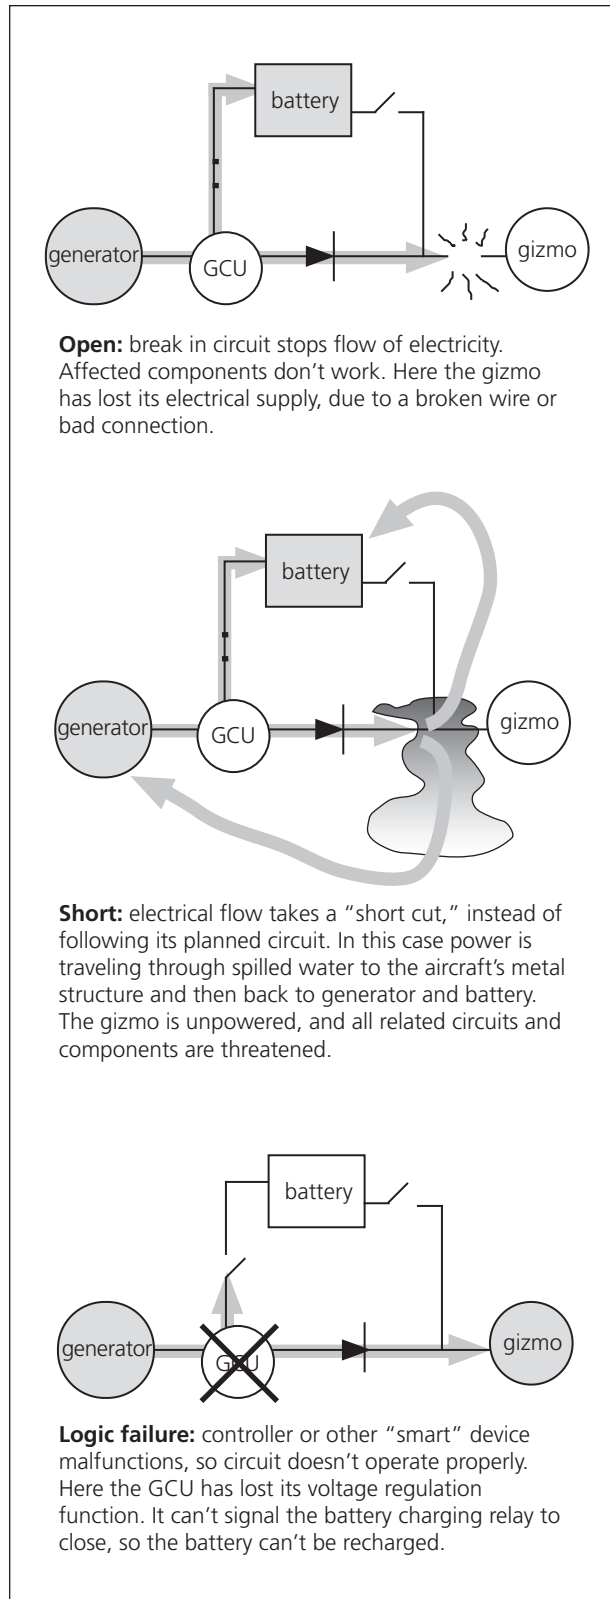 battery
generator
GCU
gizmo
Open: break in circuit stops flow of electricity.
Affected components don’t work. Here the gizmo
has lost its electrical supply, due to a broken wire or
bad connection.
battery
generator
GCU
gizmo
Short: electrical flow takes a “short cut,” instead of
following its planned circuit. In this case power is
traveling through spilled water to the aircraft’s metal
structure and then back to generator and battery.
The gizmo is unpowered, and all related circuits and
components are threatened.
battery
generator
GCU
gizmo
Logic failure: controller or other “smart” device
malfunctions, so circuit doesn’t operate properly.
Here the GCU has lost its voltage regulation
function. It can’t signal the battery charging relay to
close, so the battery can’t be recharged.